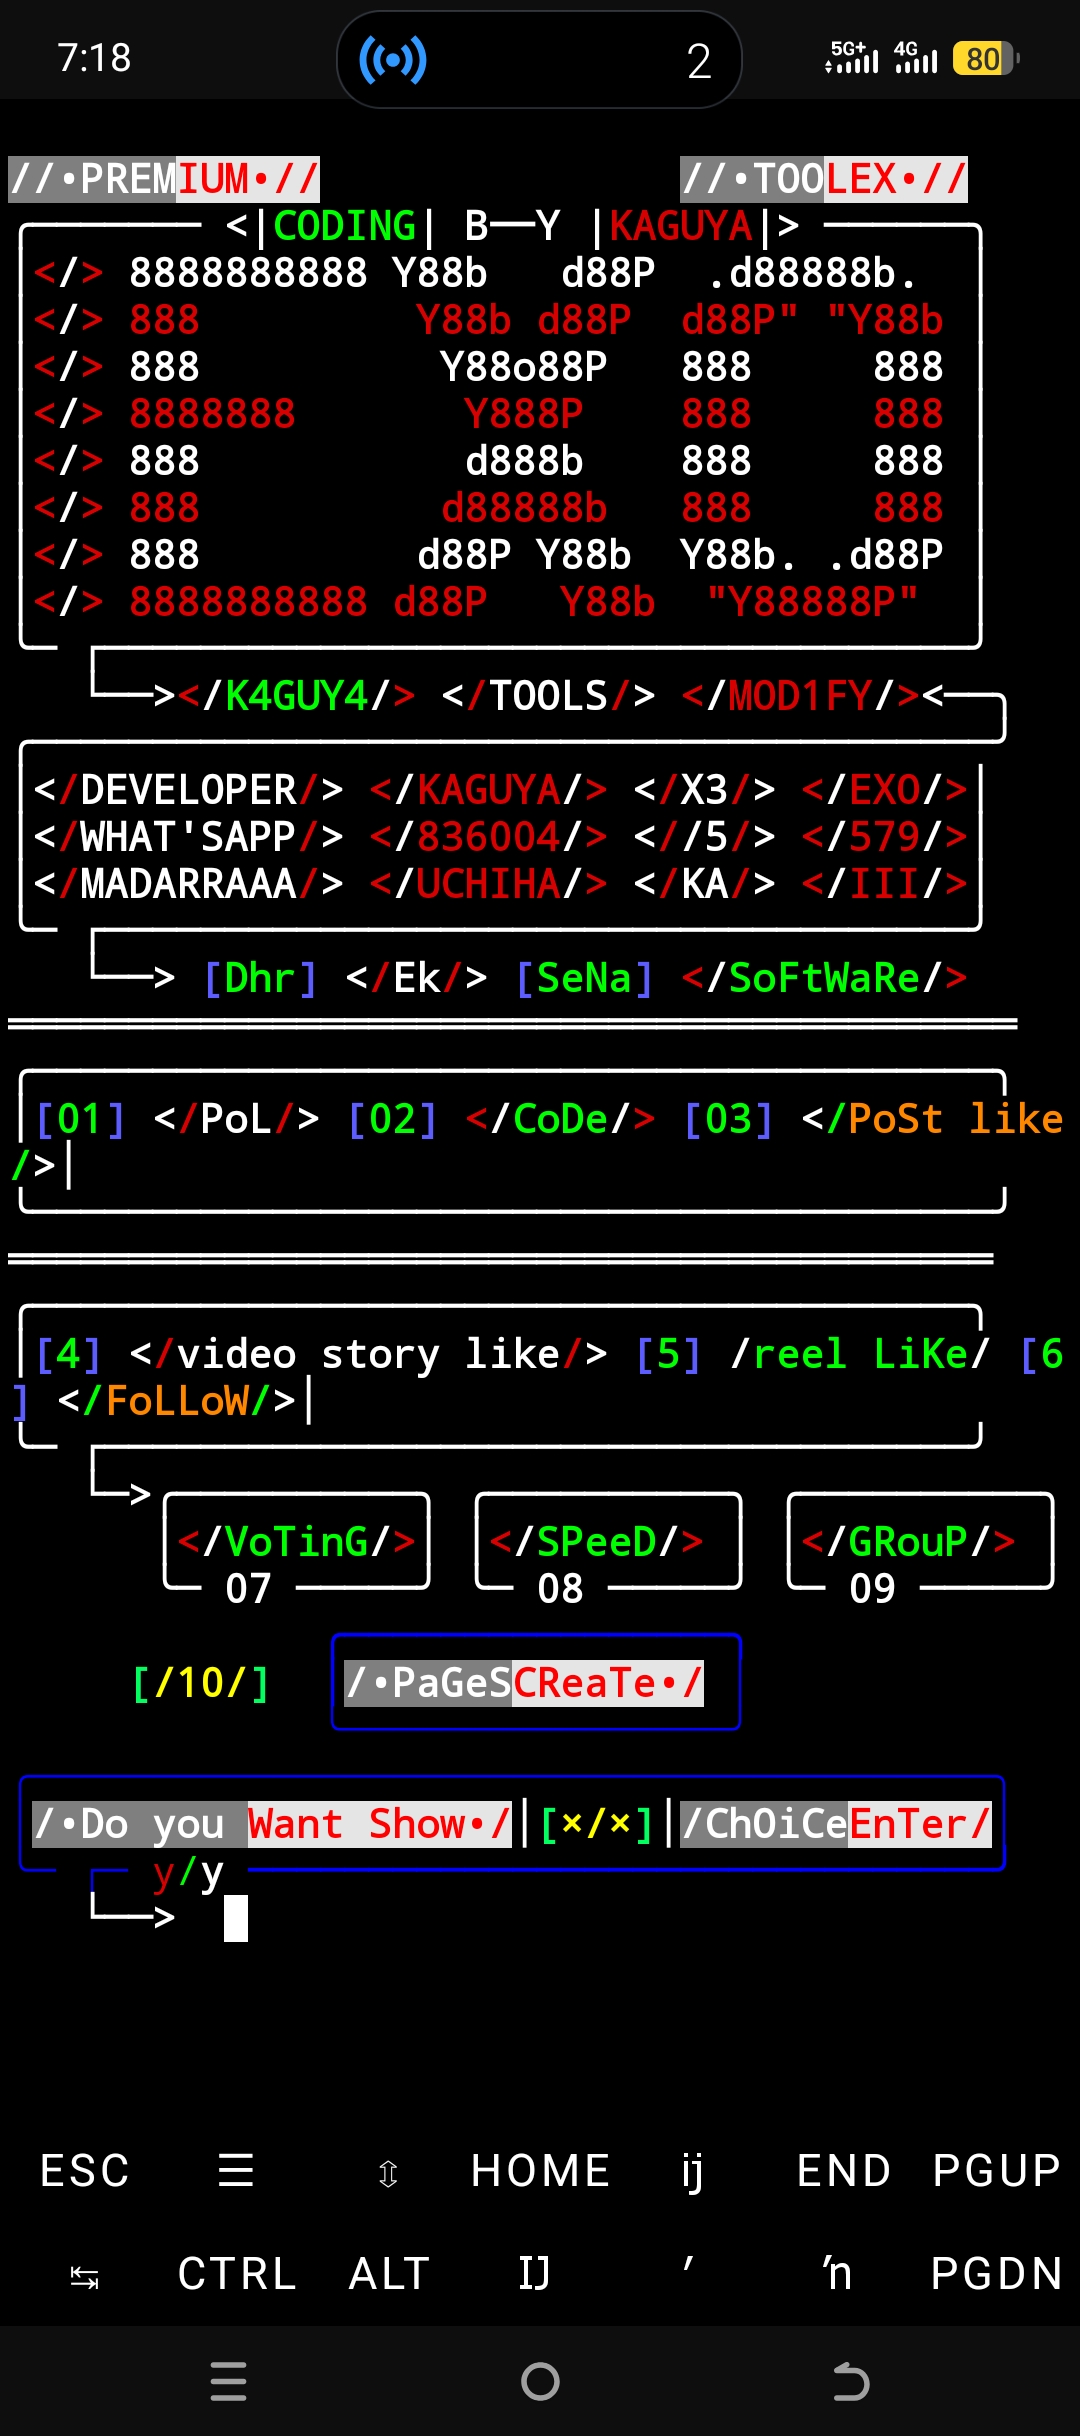 7:18 2 5G+ 4G 80
//•PREMIUM•// //•TOOLEX•//
<|CODING| B──Y |KAGUYA|>
</> 8888888888 Y88b   d88P  .d88888b.
</> 888         Y88b d88P  d88P" "Y88b
</> 888          Y88o88P   888     888
</> 8888888       Y888P    888     888
</> 888           d888b    888     888
</> 888          d88888b   888     888
</> 888         d88P Y88b  Y88b. .d88P
</> 8888888888 d88P   Y88b  "Y88888P"
></K4GUY4/> </TOOLS/> </MOD1FY/><
</DEVELOPER/> </KAGUYA/> </X3/> </EXO/>
</WHAT'SAPP/> </836004/> <//5/> </579/>
</MADARRAAA/> </UCHIHA/> </KA/> </III/>
> [Dhr] </Ek/> [SeNa] </SoFtWaRe/>
[01] </PoL/> [02] </CoDe/> [03] </PoSt like
/>|
[4] </video story like/> [5] /reel LiKe/ [6
] </FoLLoW/>|
>
</VoTinG/> </SPeeD/> </GRouP/>
07 08 09
[/10/] /•PaGeSCReaTe•/
/•Do you Want Show•/|[×/×]|/ChOiCeEnTer/
y/y
>
ESC ☰ ⇳ HOME ĳ END PGUP
↹ CTRL ALT Ĳ ʼ ŉ PGDN